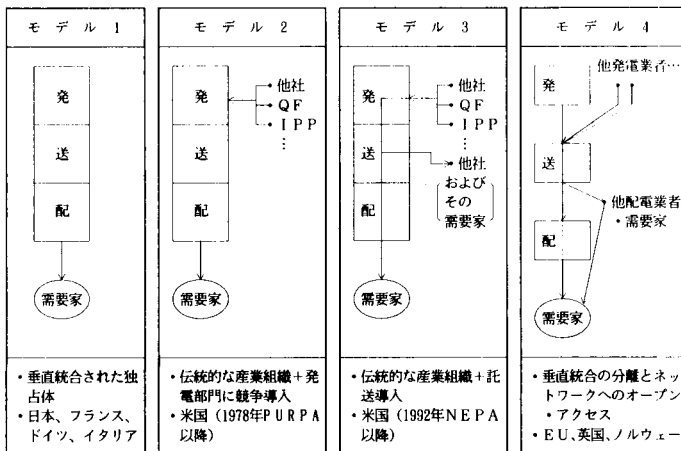 モデル1
発
送
配
需要家
・垂直統合された独
占体
・日本、フランス、
ドイツ、イタリア
モデル2
発
送
配
・他社
・QF
・IPP
…
需要家
・伝統的な産業組織+発
電部門に競争導入
・米国(1978年PURPA
以降)
モデル3
発
送
配
・他社
・QF
・IPP
…
・他社
および
その
需要家
需要家
・伝統的な産業組織+託
送導入
・米国(1992年NEPA
以降)
モデル4
他発電業者…
発
送
配
・他配電業者
・需要家
需要家
・垂直統合の分離とネッ
トワークへのオープン
・アクセス
・EU、英国、ノルウェー